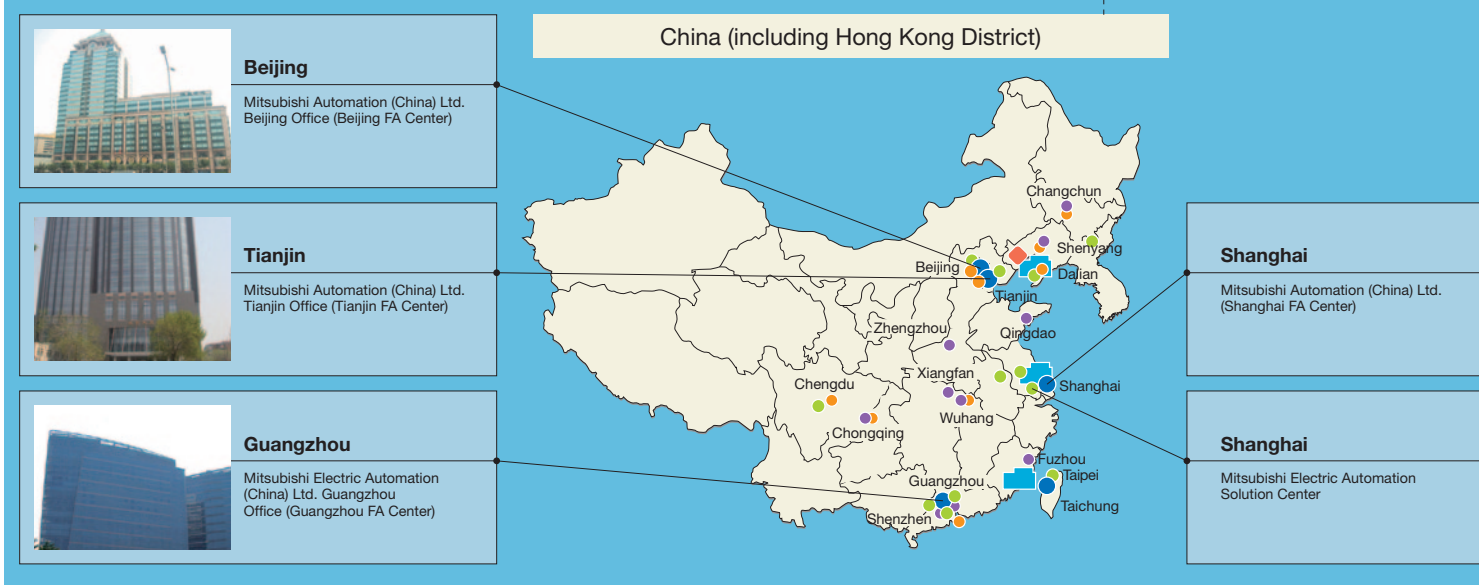 China (including Hong Kong District)
Beijing
Mitsubishi Automation (China) Ltd.
Beijing Office (Beijing FA Center)
Tianjin
Mitsubishi Automation (China) Ltd.
Tianjin Office (Tianjin FA Center)
Guangzhou
Mitsubishi Electric Automation
(China) Ltd. Guangzhou
Office (Guangzhou FA Center)
Changchun
Shenyang
Beijing
Dalian
Tianjin
Zhengzhou
Qingdao
Xiangfan
Chengdu
Shanghai
Wuhang
Chongqing
Fuzhou
Guangzhou
Taipei
Taichung
Shenzhen
Shanghai
Mitsubishi Automation (China) Ltd.
(Shanghai FA Center)
Shanghai
Mitsubishi Electric Automation
Solution Center